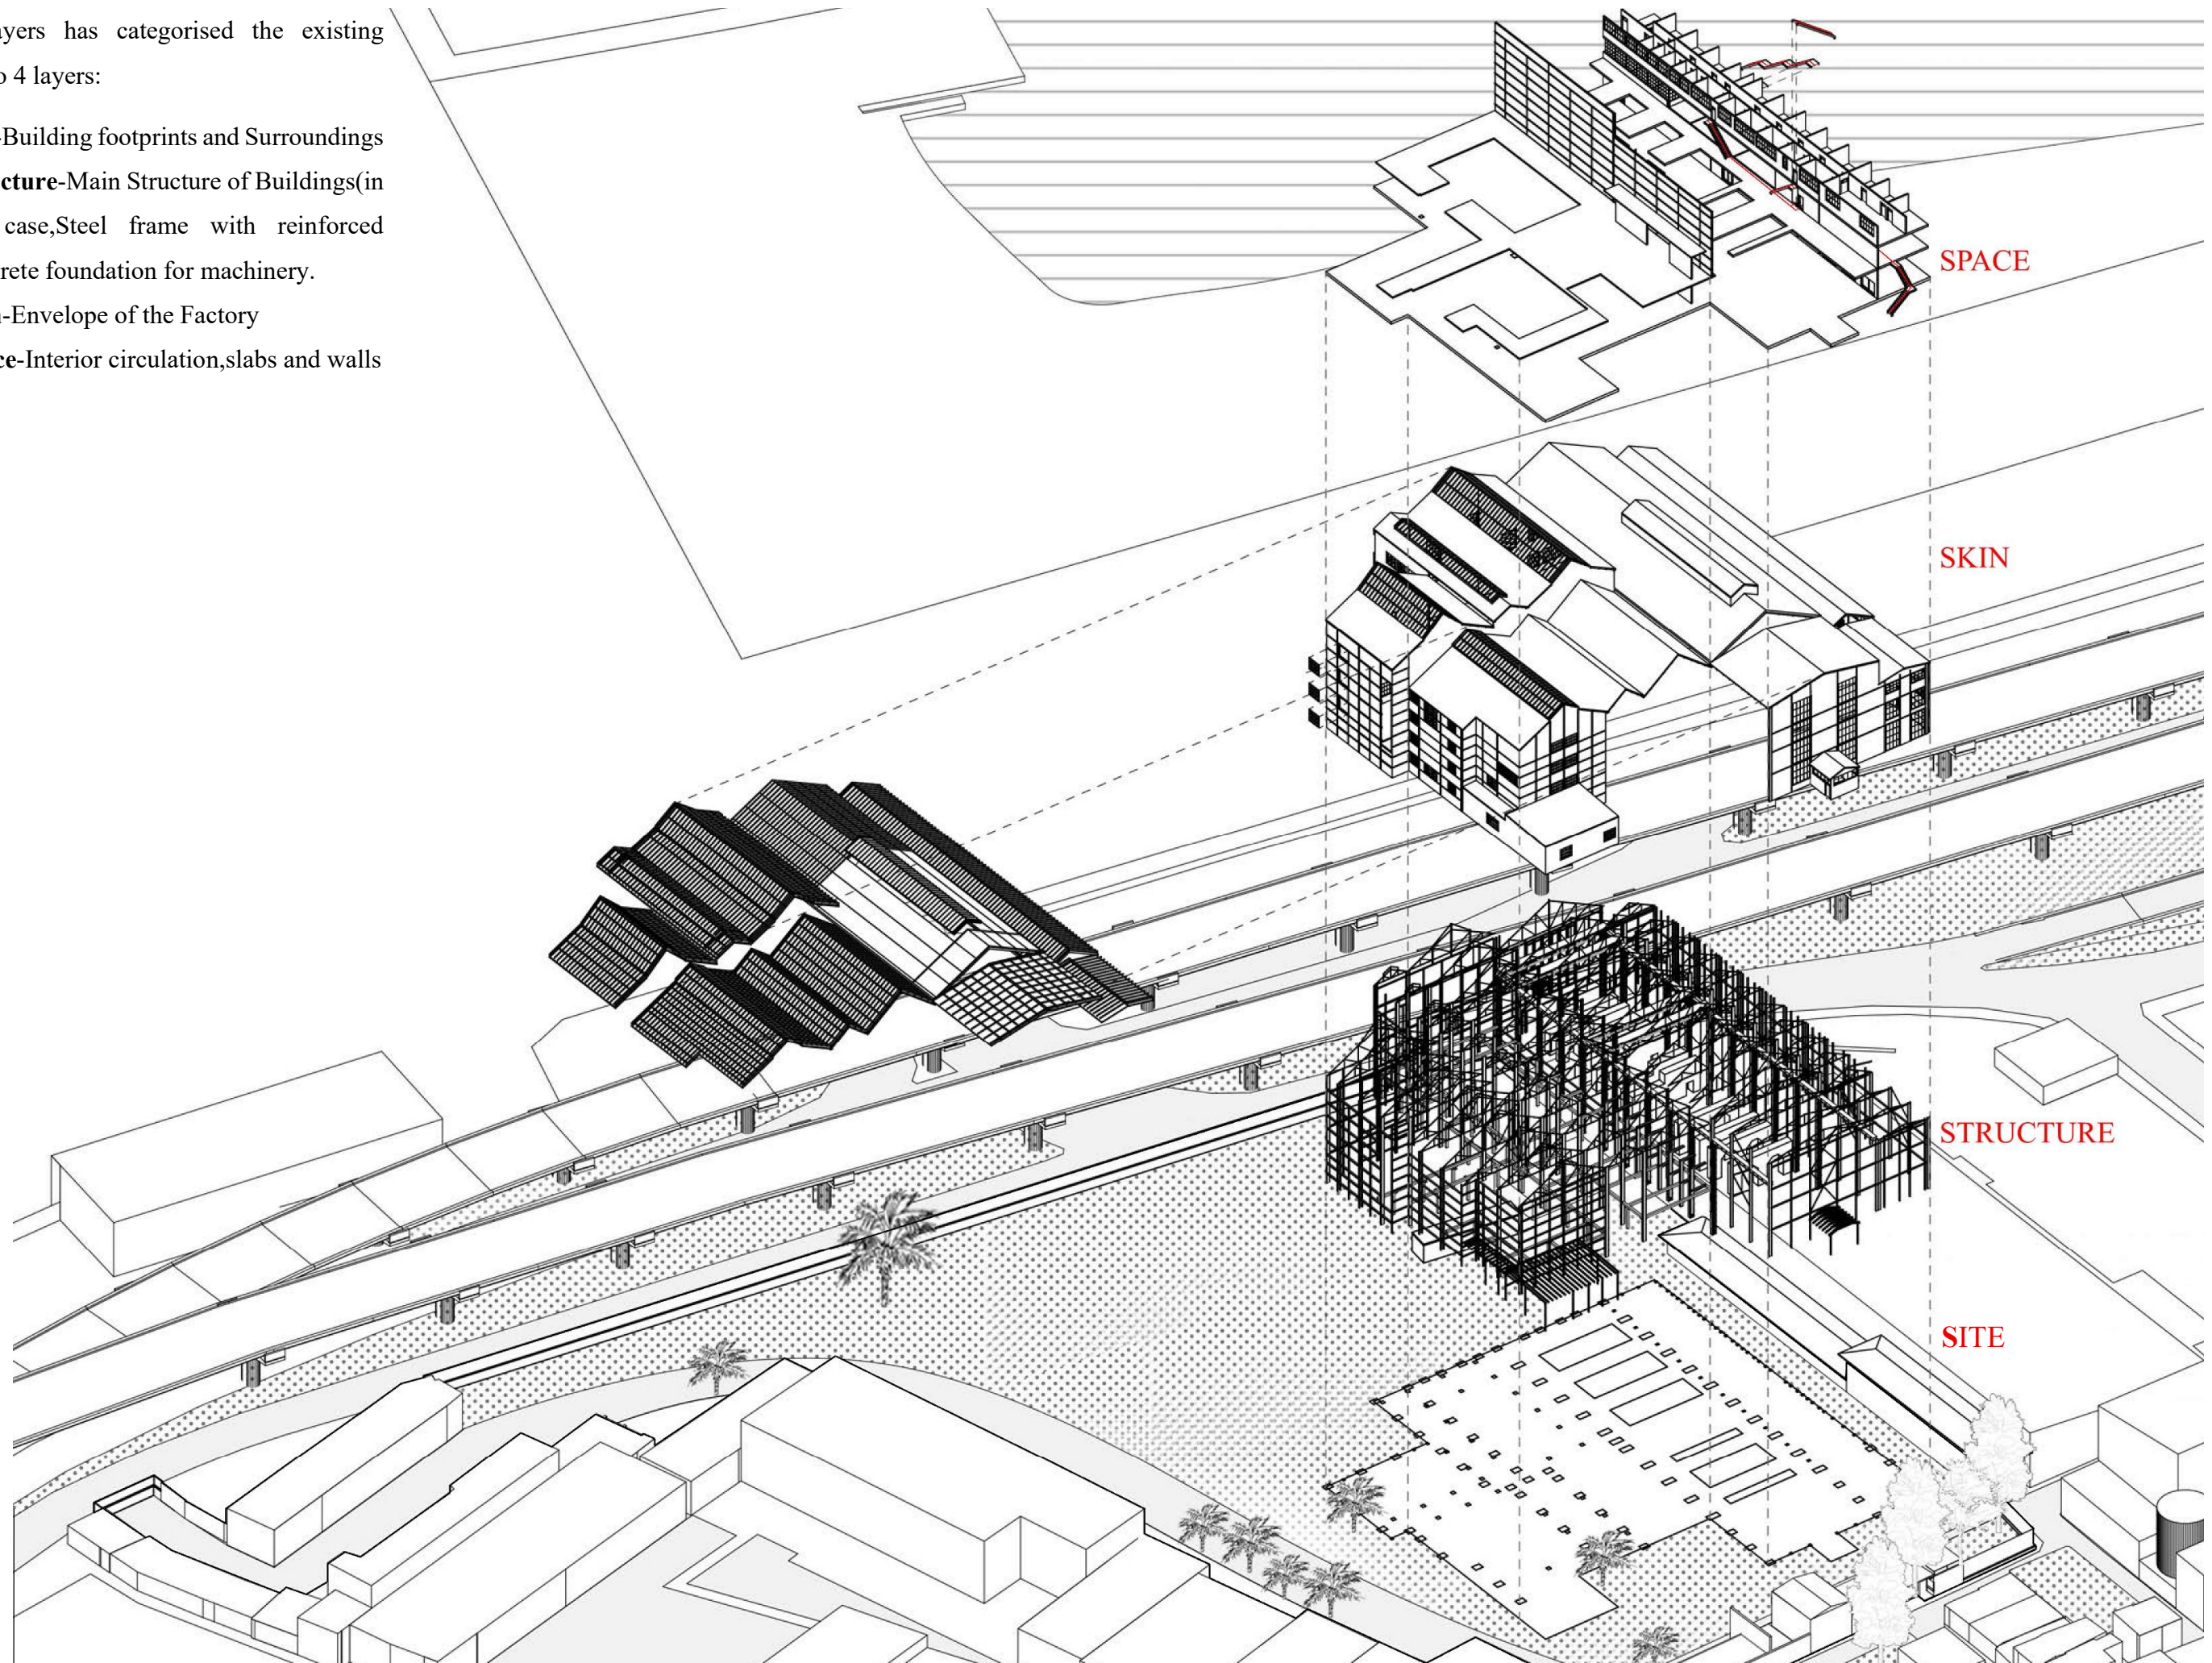 ayers has categorised the existing
o 4 layers:
-Building footprints and Surroundings
cture-Main Structure of Buildings(in
case,Steel frame with reinforced
rete foundation for machinery.
-Envelope of the Factory
ce-Interior circulation,slabs and walls
SPACE
SKIN
STRUCTURE
SITE